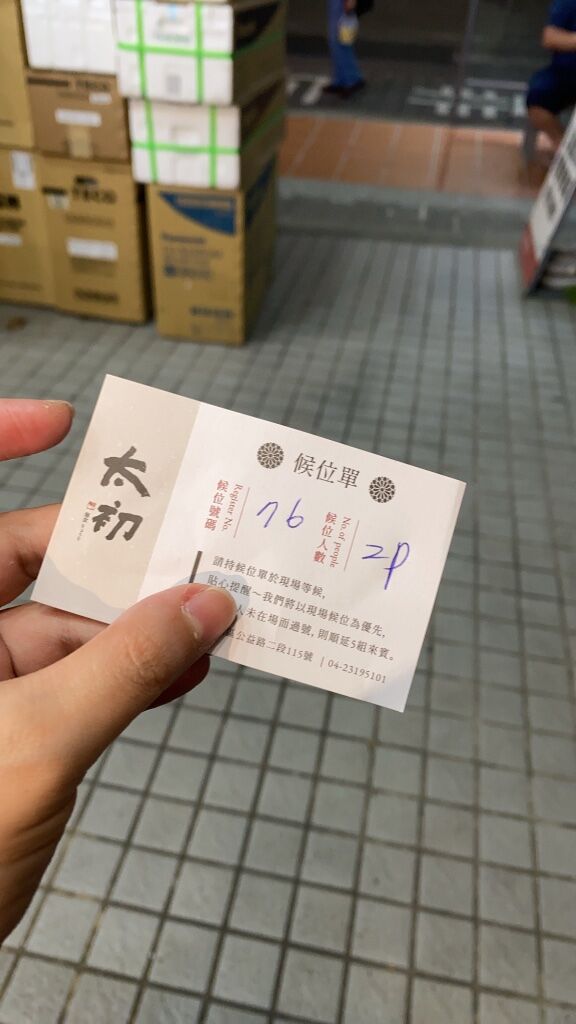 太初
候位單
Register No.
候位號碼
76
No. of people
候位人數
2P
請持候位單於現場等候,
貼心提醒~我們將以現場候位為優先,
人未在場而過號,則順延5組來賓。
區公益路二段115號 | 04-23195101
TECO
Panasonic